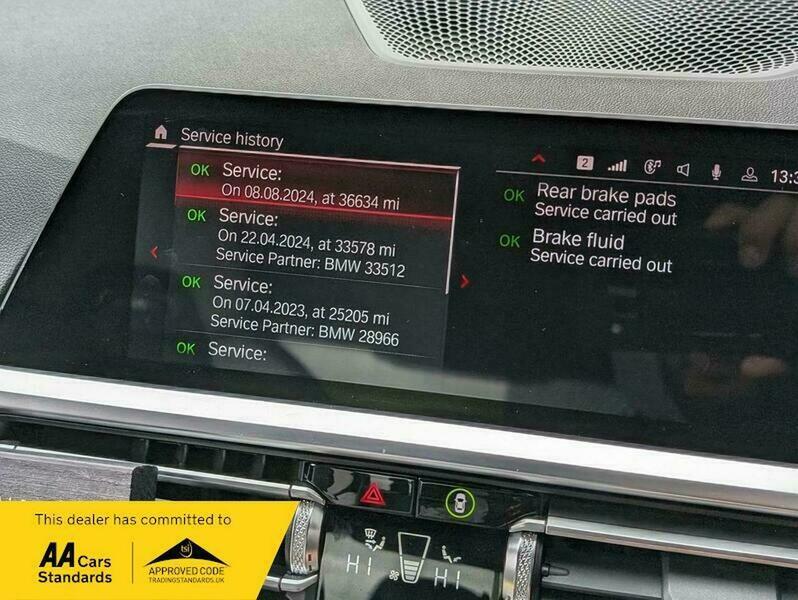 Service history
OK Service:
On 08.08.2024, at 36634 mi
OK Service:
On 22.04.2024, at 33578 mi
Service Partner: BMW 33512
OK Service:
On 07.04.2023, at 25205 mi
Service Partner: BMW 28966
OK Service:
2
13:3
OK Rear brake pads
Service carried out
OK Brake fluid
Service carried out
HI
HI
This dealer has committed to
AA Cars
Standards
tsi
APPROVED CODE
TRADINGSTANDARDS.UK